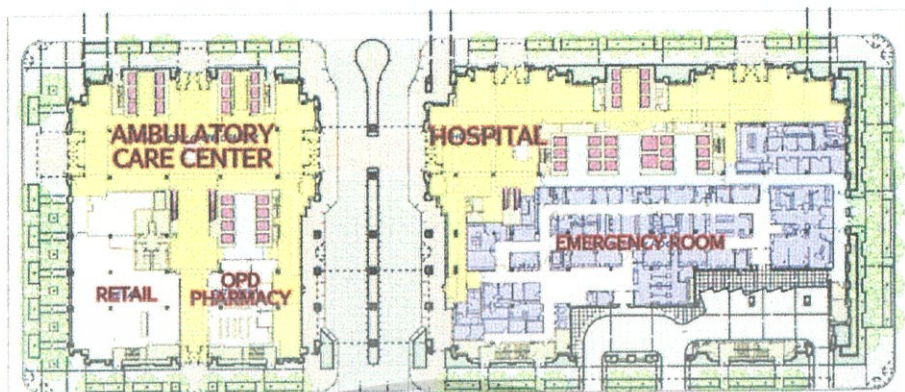 AMBULATORY
CARE CENTER
HOSPITAL
EMERGENCY ROOM
RETAIL
OPD
PHARMACY